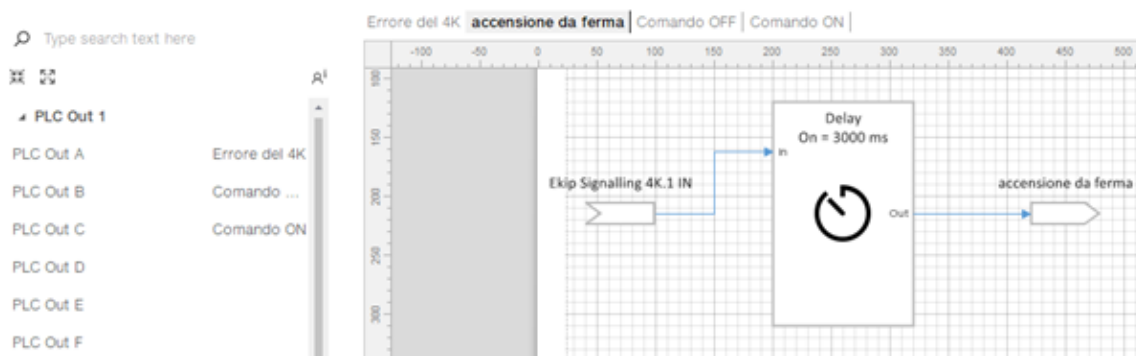 Type search text here
PLC Out 1
PLC Out A Errore del 4K
PLC Out B Comando ...
PLC Out C Comando ON
PLC Out D
PLC Out E
PLC Out F
Errore del 4K accensione da ferma Comando OFF Comando ON
-100 -50 0 50 100 150 200 250 300 350 400 450 500
100
150
200
250
300
Delay
On = 3000 ms
In
Ekip Signalling 4K.1 IN
accensione da ferma
Out